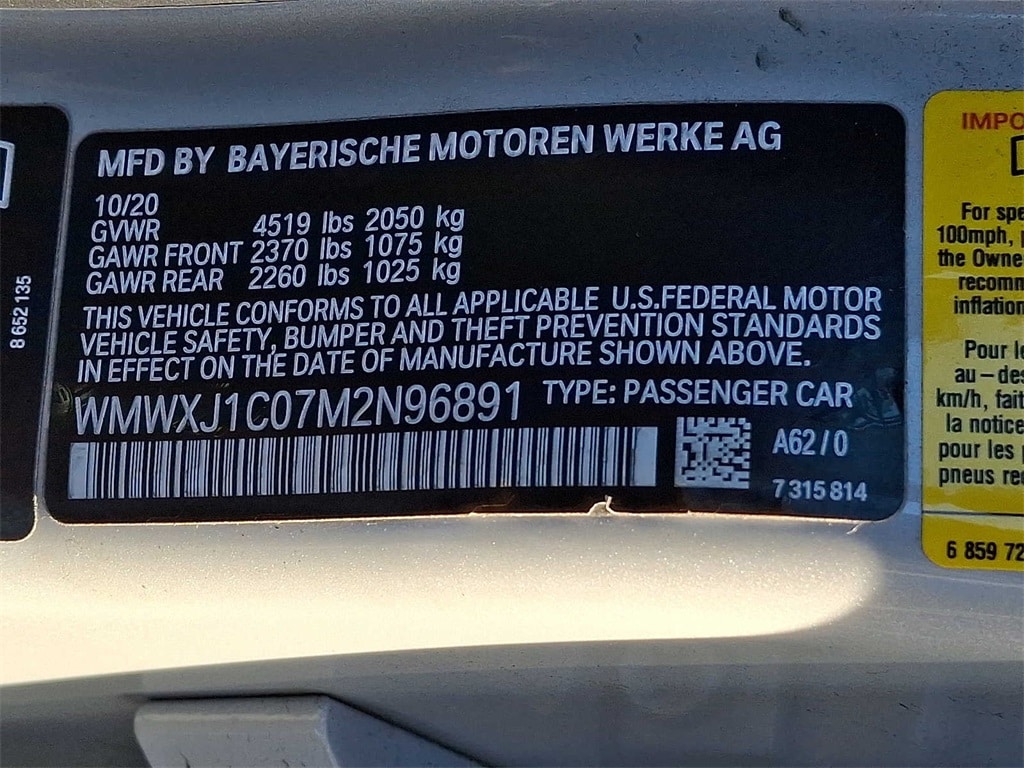 8 652 135
MFD BY BAYERISCHE MOTOREN WERKE AG
10/20
GVWR 4519 lbs 2050 kg
GAWR FRONT 2370 lbs 1075 kg
GAWR REAR 2260 lbs 1025 kg
THIS VEHICLE CONFORMS TO ALL APPLICABLE U.S.FEDERAL MOTOR
VEHICLE SAFETY, BUMPER AND THEFT PREVENTION STANDARDS
IN EFFECT ON THE DATE OF MANUFACTURE SHOWN ABOVE.
WMWXJ1C07M2N96891 TYPE: PASSENGER CAR
A62/0
7 315 814
For
100mph,
the Owne
recomm
inflation
Pour le
au – des
km/h, fait
la notice
pour les
pneus re
6 859 72